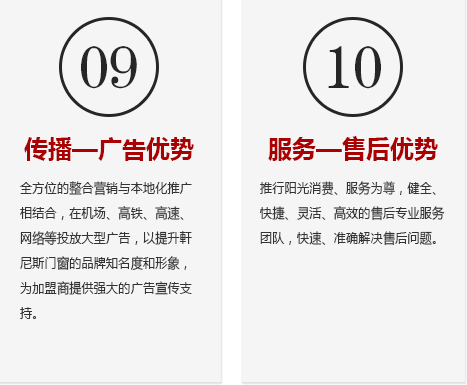 09
传播—广告优势
全方位的整合营销与本地化推广
相结合，在机场、高铁、高速、
网络等投放大型广告，以提升軒
尼斯门窗的品牌知名度和形象，
为加盟商提供强大的广告宣传支
持。
10
服务—售后优势
推行阳光消费、服务为尊，健全、
快捷、灵活、高效的售后专业服务
团队，快速、准确解决售后问题。